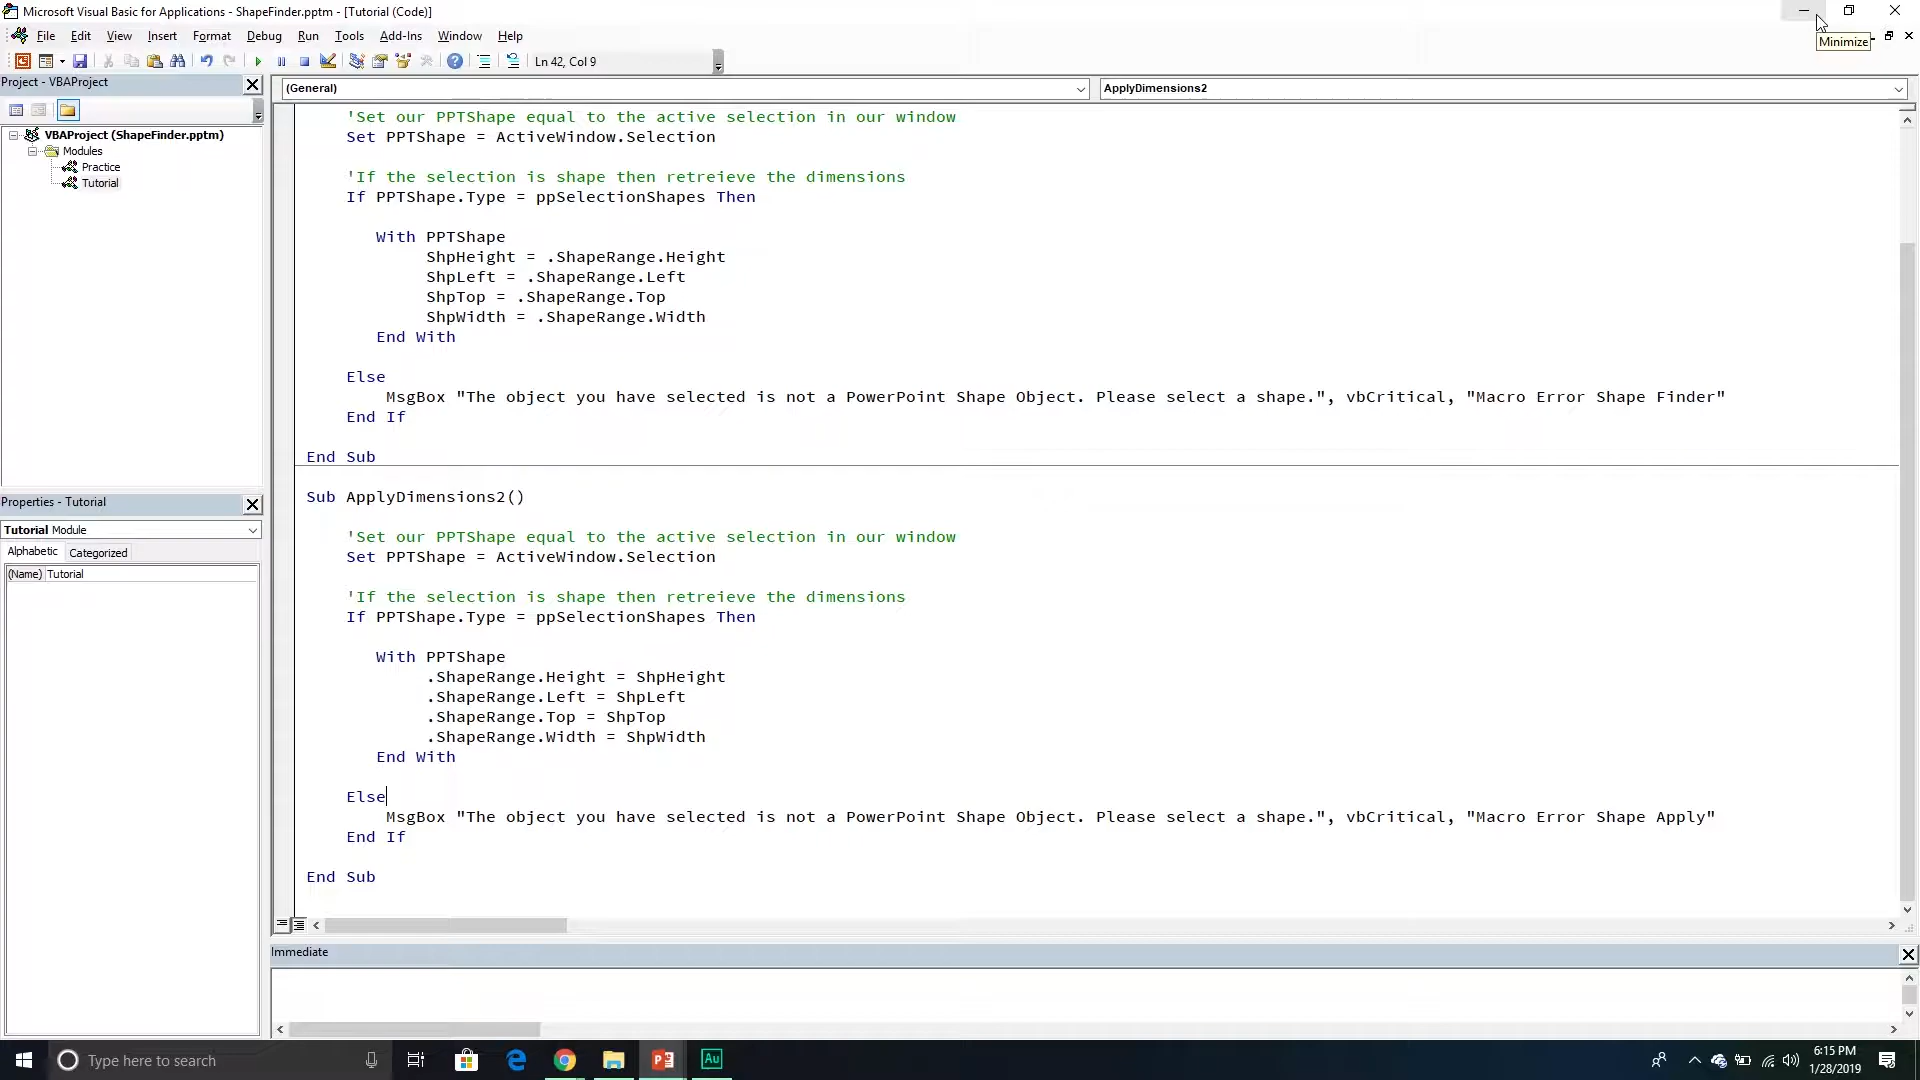 Microsoft Visual Basic for Applications - ShapeFinder.pptm - [Tutorial (Code)]
Minimize
File Edit View Insert Format Debug Run Tools Add-Ins Window Help
Ln 42, Col 9
Project - VBAProject
VBAProject (ShapeFinder.pptm)
Modules
Practice
Tutorial
Properties - Tutorial
Tutorial Module
Alphabetic Categorized
(Name) Tutorial
(General) ApplyDimensions2
'Set our PPTShape equal to the active selection in our window
Set PPTShape = ActiveWindow.Selection
'If the selection is shape then retreieve the dimensions
If PPTShape.Type = ppSelectionShapes Then
With PPTShape
ShpHeight = .ShapeRange.Height
ShpLeft = .ShapeRange.Left
ShpTop = .ShapeRange.Top
ShpWidth = .ShapeRange.Width
End With
Else
MsgBox "The object you have selected is not a PowerPoint Shape Object. Please select a shape.", vbCritical, "Macro Error Shape Finder"
End If
End Sub
Sub ApplyDimensions2()
'Set our PPTShape equal to the active selection in our window
Set PPTShape = ActiveWindow.Selection
'If the selection is shape then retreieve the dimensions
If PPTShape.Type = ppSelectionShapes Then
With PPTShape
.ShapeRange.Height = ShpHeight
.ShapeRange.Left = ShpLeft
.ShapeRange.Top = ShpTop
.ShapeRange.Width = ShpWidth
End With
Else
MsgBox "The object you have selected is not a PowerPoint Shape Object. Please select a shape.", vbCritical, "Macro Error Shape Apply"
End If
End Sub
Immediate
Type here to search
Au
6:15 PM
1/28/2019